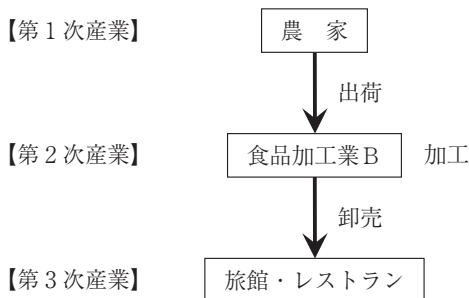 【第1次産業】 農 家
出荷
【第2次産業】 食品加工業B 加工
卸売
【第3次産業】 旅館・レストラン